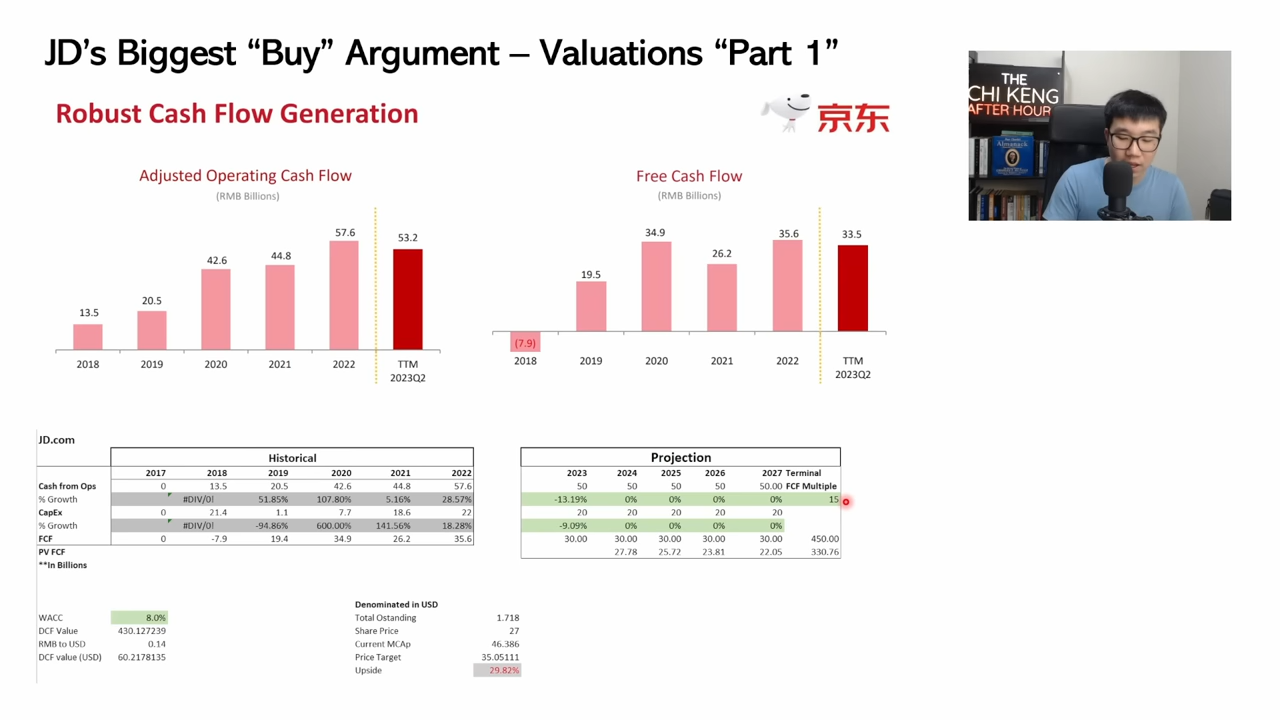 JD's Biggest "Buy" Argument – Valuations "Part 1"
Robust Cash Flow Generation
京东
THE
CHI KENG
AFTER HOUR
Almanack
Adjusted Operating Cash Flow
(RMB Billions)
13.5
20.5
42.6
44.8
57.6
53.2
2018
2019
2020
2021
2022
TTM
2023Q2
Free Cash Flow
(RMB Billions)
(7.9)
19.5
34.9
26.2
35.6
33.5
2018
2019
2020
2021
2022
TTM
2023Q2
JD.com
Historical
2017 2018 2019 2020 2021 2022
Cash from Ops 0 13.5 20.5 42.6 44.8 57.6
% Growth #DIV/0! 51.85% 107.80% 5.16% 28.57%
CapEx 21.4 1.1 7.7 18.6 22
% Growth #DIV/0! -94.86% 600.00% 141.56% 18.28%
FCF 0 -7.9 19.4 34.9 26.2 35.6
PV FCF
**In Billions
Projection
2023 2024 2025 2026 2027 Terminal
50 50 50 50 50.00 FCF Multiple
-13.19% 0% 0% 0% 0% 15
20 20 20 20 20
-9.09% 0% 0% 0% 0%
30.00 30.00 30.00 30.00 30.00 450.00
27.78 25.72 23.81 22.05 330.76
WACC 8.0%
DCF Value 430.127239
RMB to USD 0.14
DCF value (USD) 60.2178135
Denominated in USD
Total Ostanding 1.718
Share Price 27
Current MCAp 46.386
Price Target 35.05111
Upside 29.82%